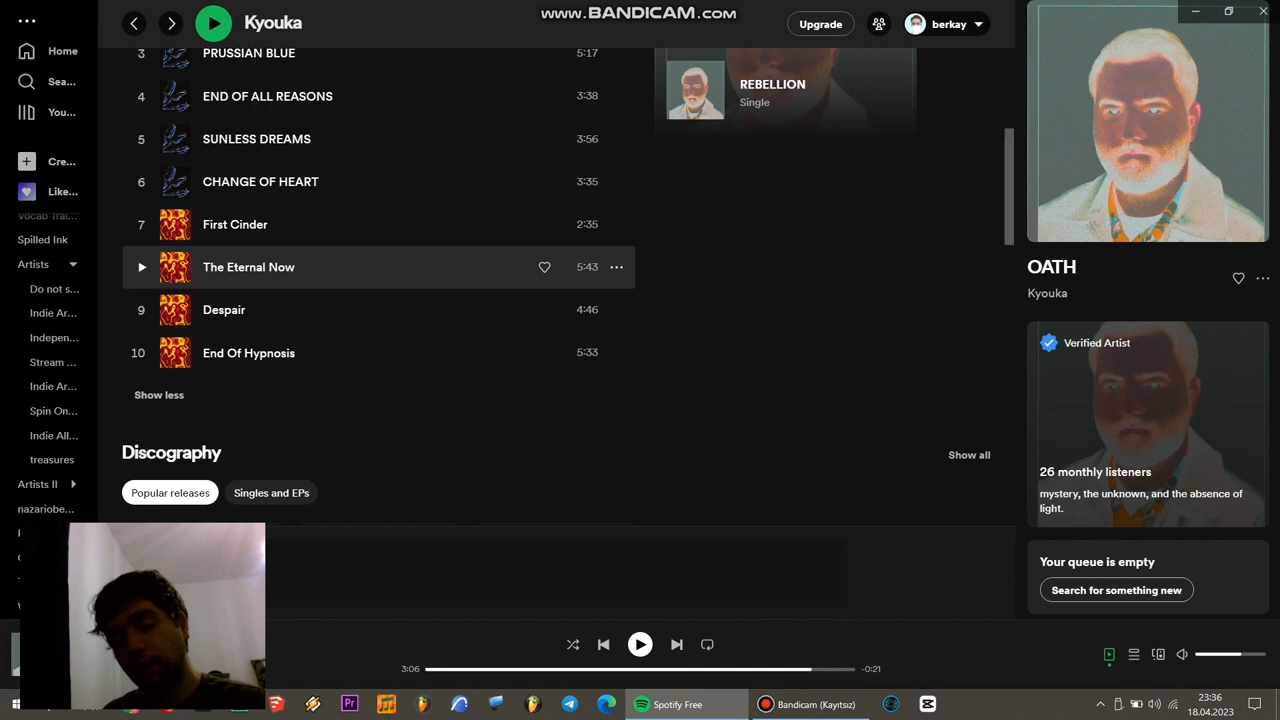 www.BANDICAM.com
Kyouka
Upgrade
berkay
Home
Sea...
You...
Cre...
Like...
Vocab Trai...
Spilled Ink
Artists
Do not s...
Indie Ar...
Indepen...
Stream ...
Indie Ar...
Spin On...
Indie All...
treasures
Artists II
nazariobe...
3 PRUSSIAN BLUE 5:17
4 END OF ALL REASONS 3:38
5 SUNLESS DREAMS 3:56
6 CHANGE OF HEART 3:35
7 First Cinder 2:35
The Eternal Now 5:43
9 Despair 4:46
10 End Of Hypnosis 5:33
Show less
REBELLION
Single
Discography
Show all
Popular releases
Singles and EPs
OATH
Kyouka
Verified Artist
26 monthly listeners
mystery, the unknown, and the absence of
light.
Your queue is empty
Search for something new
3:06
-0:21
Pr
Spotify Free
Bandicam (Kayıtsız)
23:36
18.04.2023